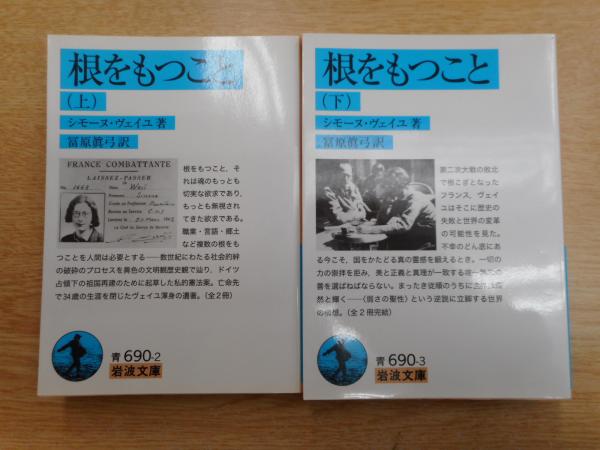 根をもつこと
(上)
シモーヌ・ヴェイユ 著
冨原眞弓 訳
FRANCE COMBATTANTE
LAISSEZ-PASSER
No. 1663
Weil
Simone
根をもつこと、そ
れは魂のもっとも
切実な欲求であり、
もっとも無視され
てきた欲求である。
職業・言語・郷土
など複数の根をも
つことを人間は必要とする――数世紀にわたる社会的絆
の破砕のプロセスを異色の文明観歴史観で辿り、ドイツ
占領下の祖国再建のために起草した私的憲法案。亡命先
で34歳の生涯を閉じたヴェイユ渾身の遺著。(全2冊)
青 690-2
岩波文庫
根をもつこと
(下)
シモーヌ・ヴェイユ 著
冨原眞弓 訳
第二次大戦の敗北
で根こぎとなった
フランス、ヴェイ
ユはそこに歴史の
失敗と世界の変革
の可能性を見た。
不幸のどん底にあ
る今こそ、国をかたどる真の霊感を鍛えるとき。一切の
力の崇拝を拒み、美と正義と真理が一致する
善を選ばねばならない。まったき従順のうちに
然と輝く――〈弱さの聖性〉という逆説に立脚する世界
の構想。(全2冊完結)
青 690-3
岩波文庫